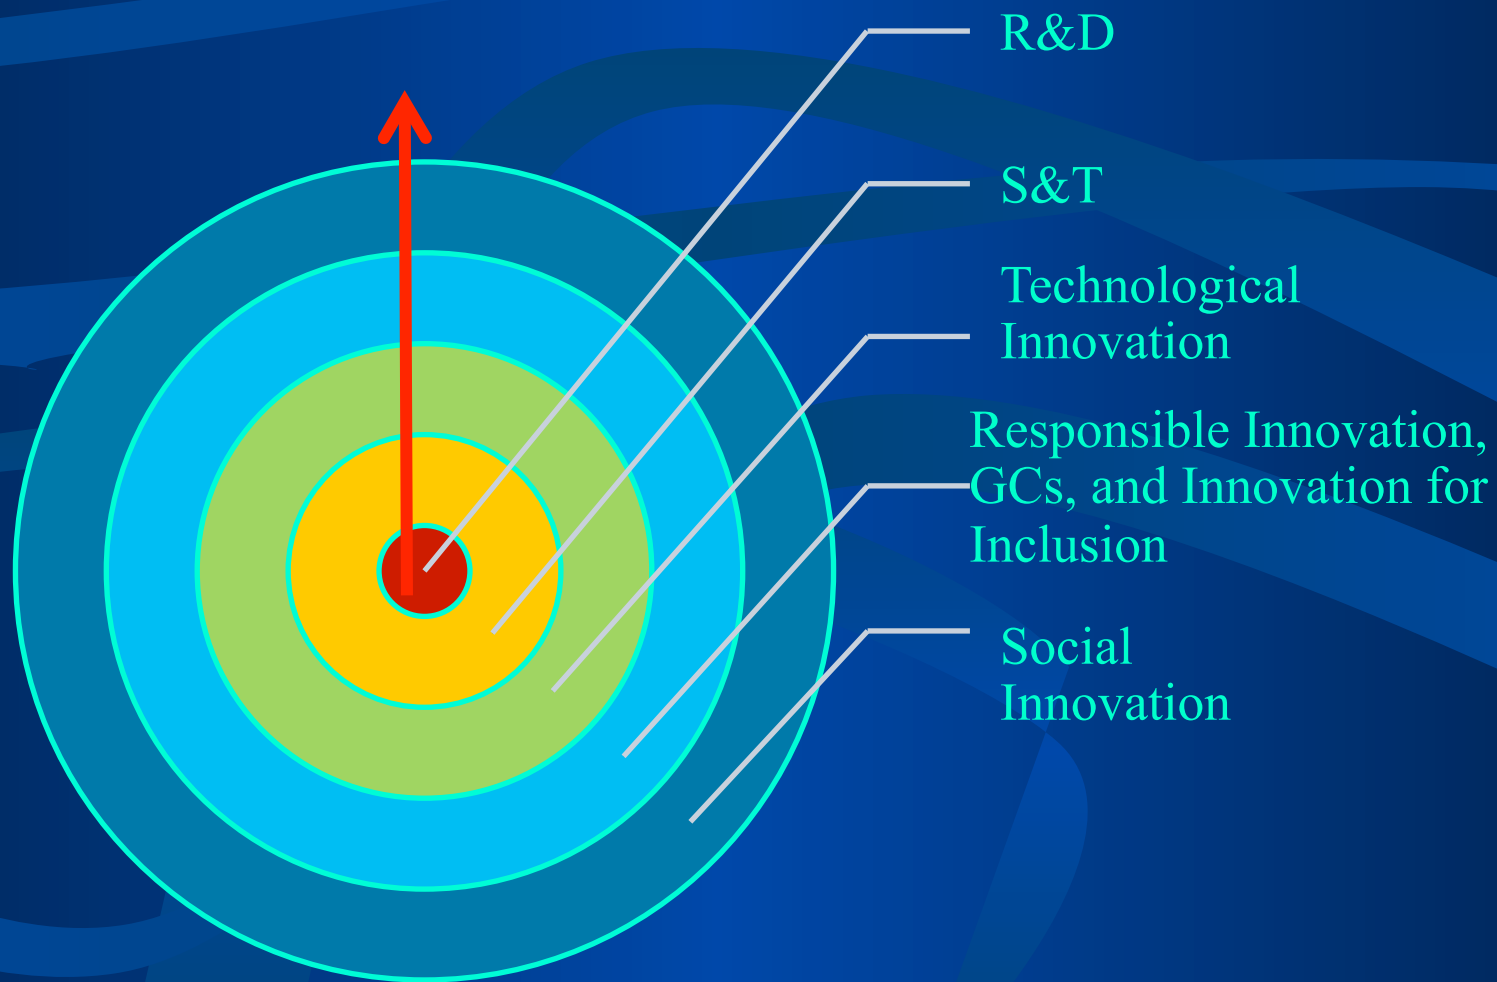 R&D
S&T
Technological
Innovation
Responsible Innovation,
GCs, and Innovation for
Inclusion
Social
Innovation